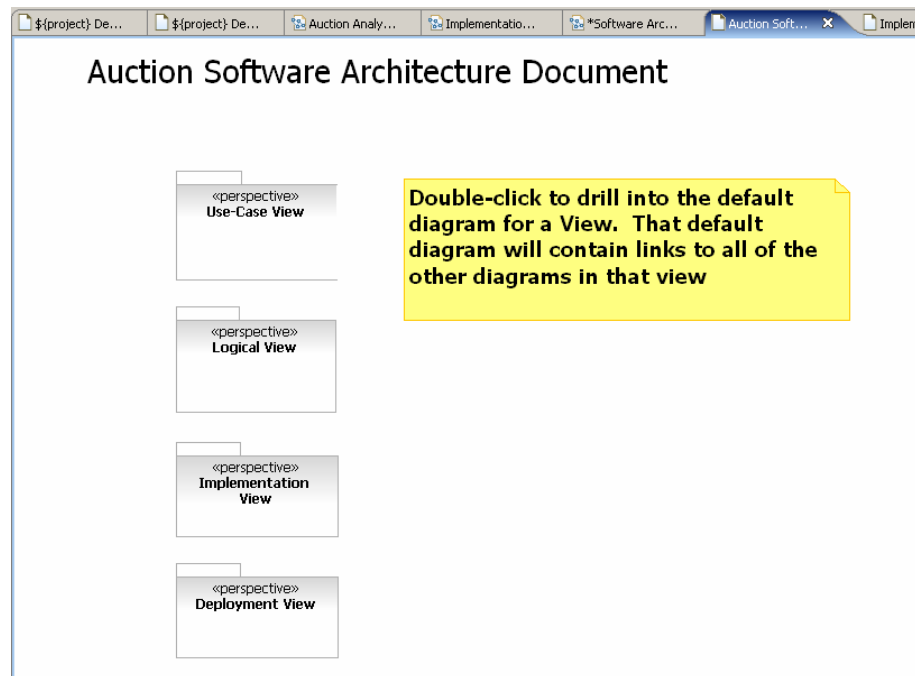 ${project} De...
${project} De...
Auction Analy...
Implementatio...
*Software Arc...
Auction Soft...
Implem
Auction Software Architecture Document
«perspective»
Use-Case View
Double-click to drill into the default
diagram for a View. That default
diagram will contain links to all of the
other diagrams in that view
«perspective»
Logical View
«perspective»
Implementation
View
«perspective»
Deployment View